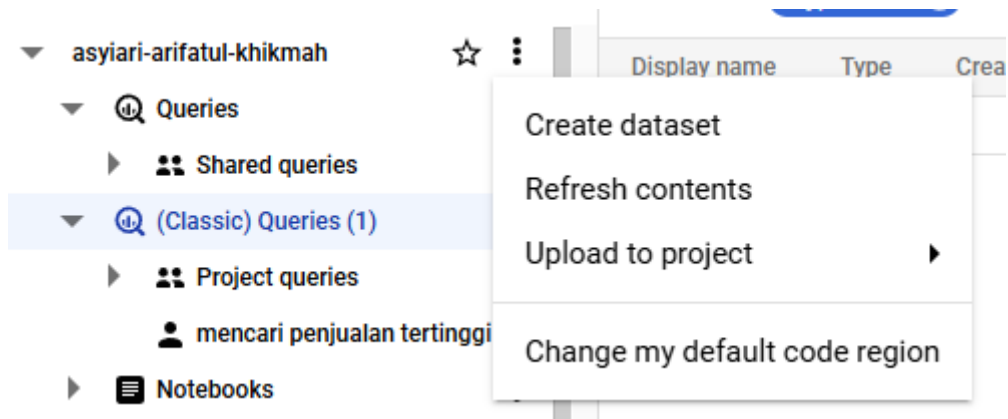 asyiari-arifatul-khikmah
Display name Type Crea
Queries
Create dataset
Shared queries
Refresh contents
(Classic) Queries (1)
Upload to project
Project queries
mencari penjualan tertinggi
Change my default code region
Notebooks